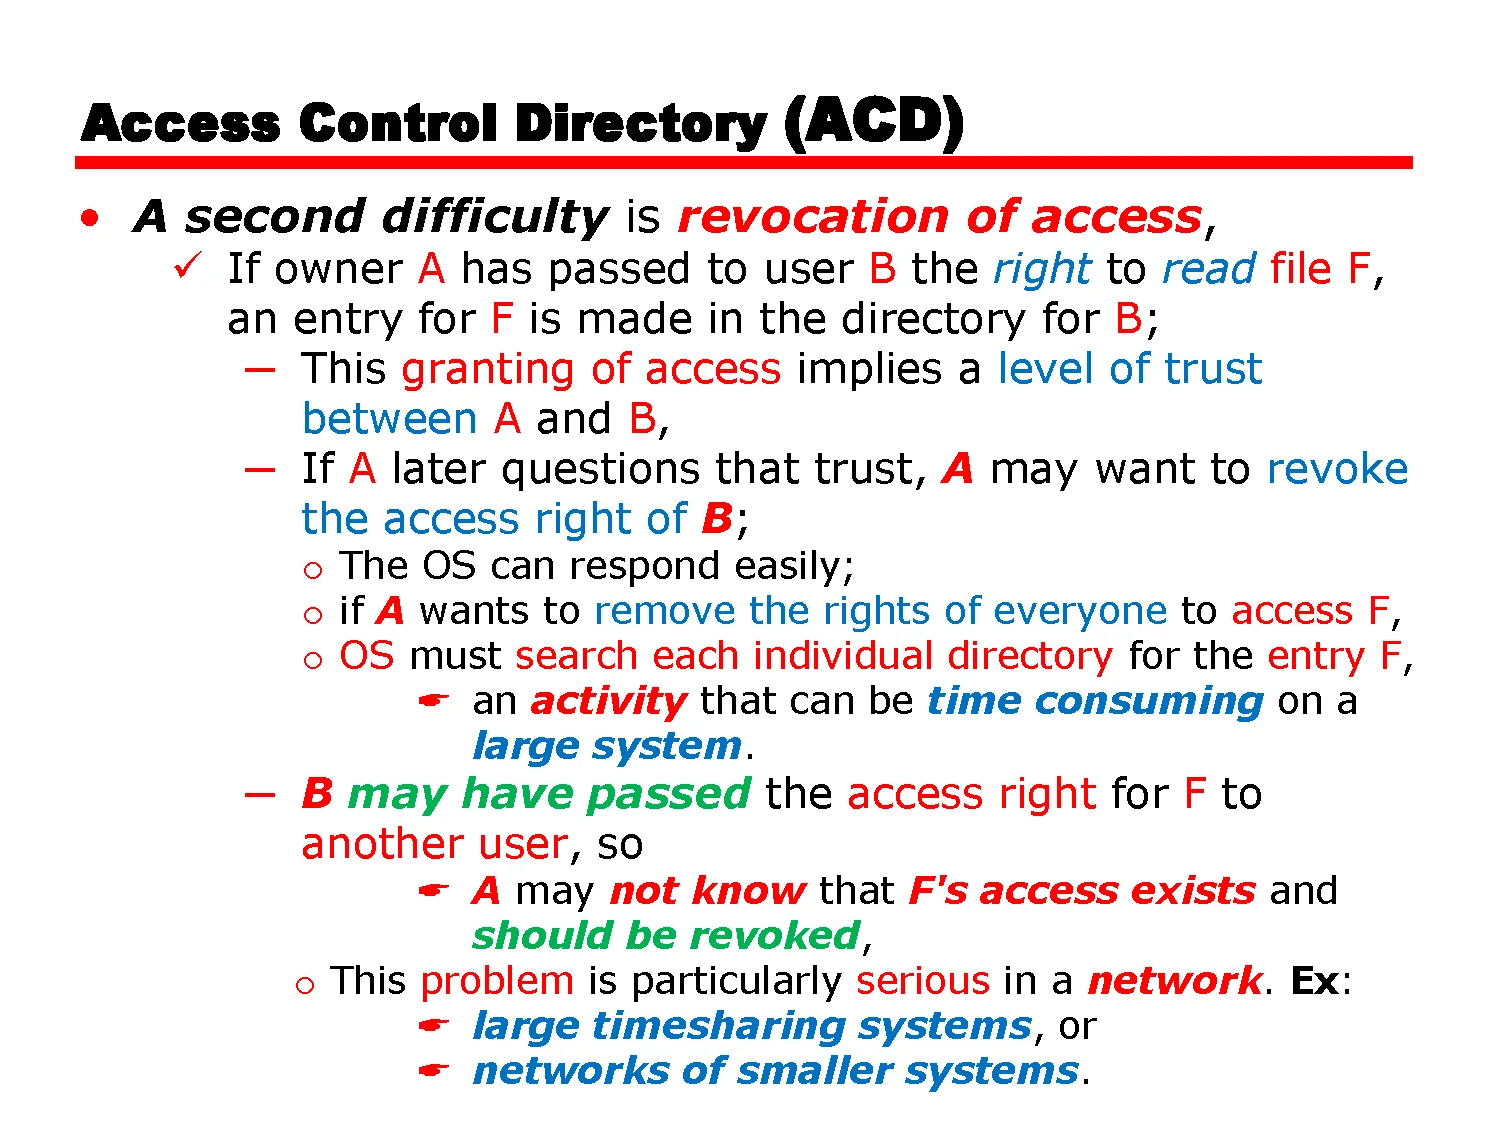 Access Control Directory (ACD)
• A second difficulty is revocation of access,
✓ If owner A has passed to user B the right to read file F,
an entry for F is made in the directory for B;
─ This granting of access implies a level of trust
between A and B,
─ If A later questions that trust, A may want to revoke
the access right of B;
o The OS can respond easily;
o if A wants to remove the rights of everyone to access F,
o OS must search each individual directory for the entry F,
☛ an activity that can be time consuming on a
large system.
─ B may have passed the access right for F to
another user, so
☛ A may not know that F's access exists and
should be revoked,
o This problem is particularly serious in a network. Ex:
☛ large timesharing systems, or
☛ networks of smaller systems.